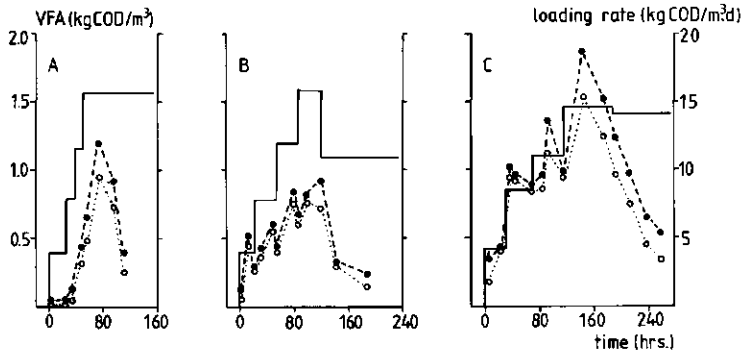 VFA (kgCOD/m³) loading rate (kgCOD/m³d)
2.0 A B C 20
1.5 15
1.0 10
0.5 5
0 80 160 0 80 160 240 0 80 160 240
time (hrs.)